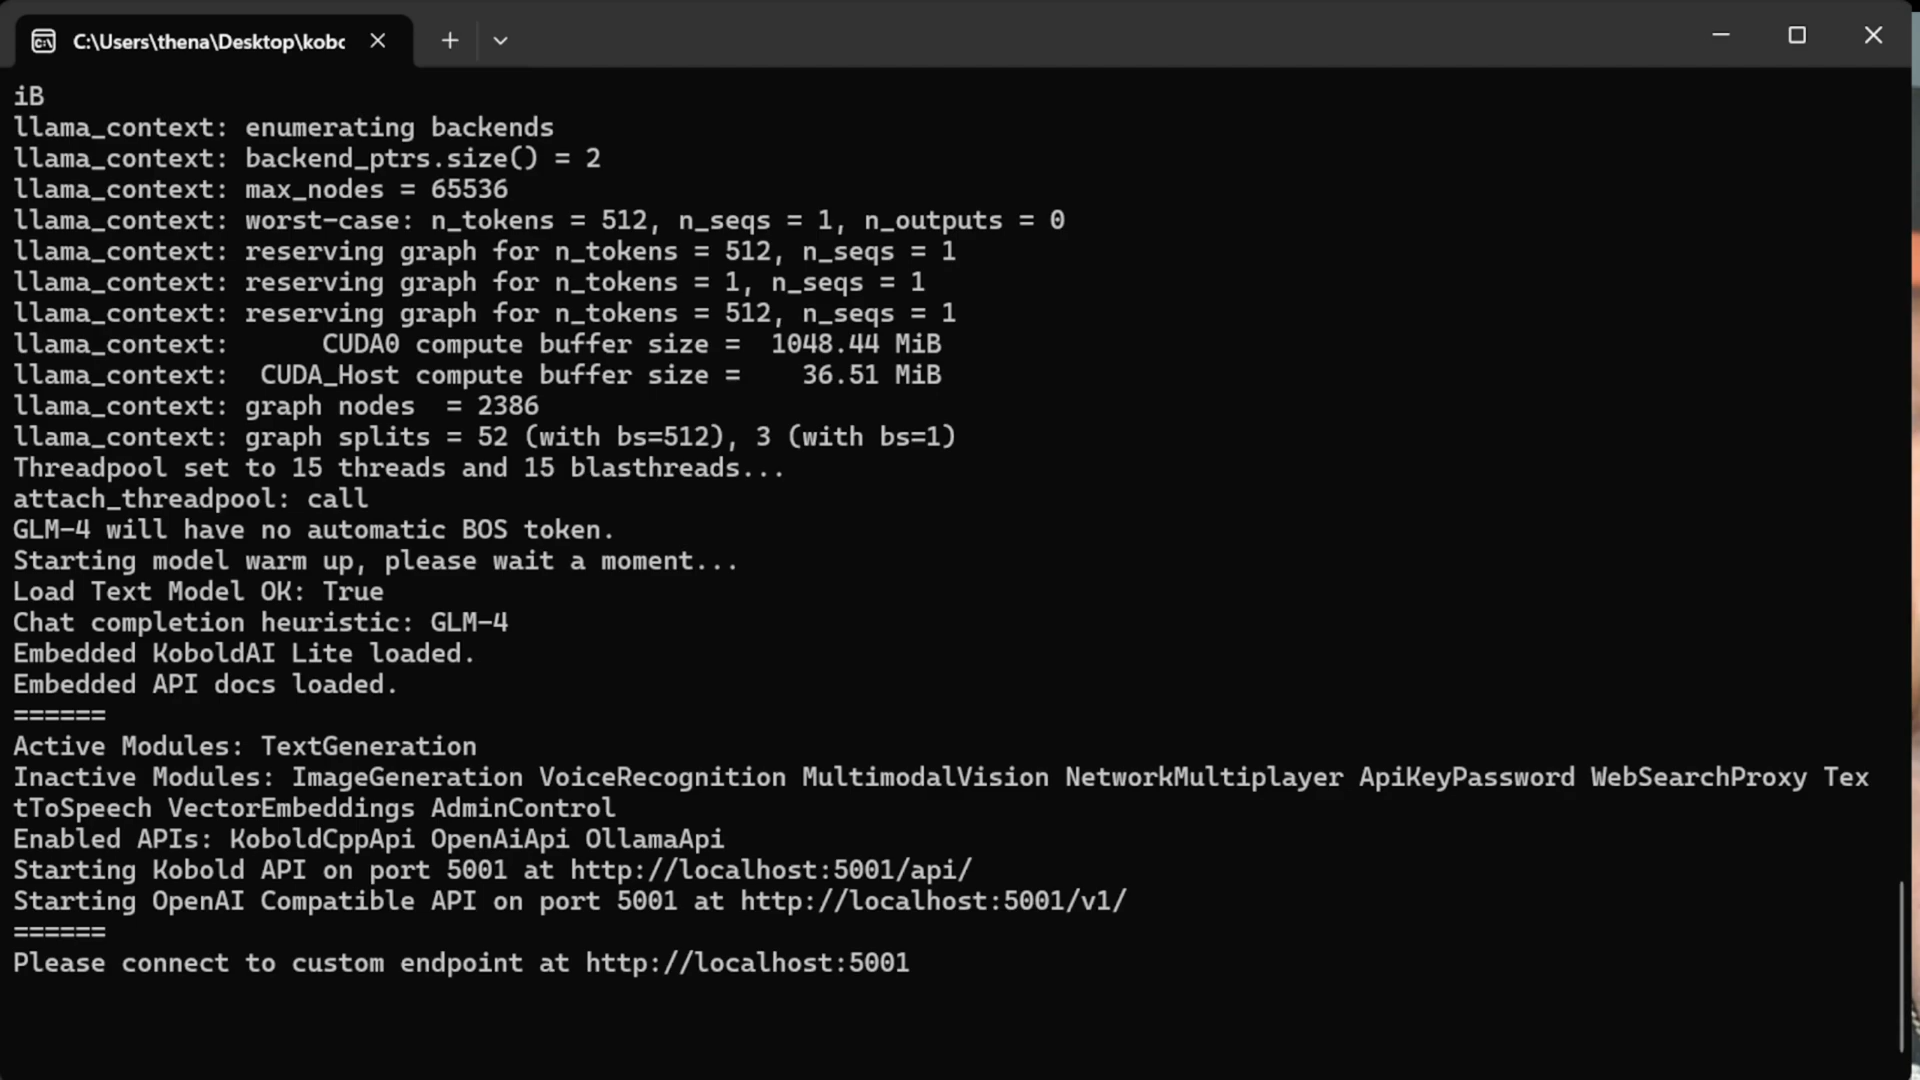 C:\Users\thena\Desktop\kobc
iB
llama_context: enumerating backends
llama_context: backend_ptrs.size() = 2
llama_context: max_nodes = 65536
llama_context: worst-case: n_tokens = 512, n_seqs = 1, n_outputs = 0
llama_context: reserving graph for n_tokens = 512, n_seqs = 1
llama_context: reserving graph for n_tokens = 1, n_seqs = 1
llama_context: reserving graph for n_tokens = 512, n_seqs = 1
llama_context:      CUDA0 compute buffer size =  1048.44 MiB
llama_context:  CUDA_Host compute buffer size =    36.51 MiB
llama_context: graph nodes  = 2386
llama_context: graph splits = 52 (with bs=512), 3 (with bs=1)
Threadpool set to 15 threads and 15 blasthreads...
attach_threadpool: call
GLM-4 will have no automatic BOS token.
Starting model warm up, please wait a moment...
Load Text Model OK: True
Chat completion heuristic: GLM-4
Embedded KoboldAI Lite loaded.
Embedded API docs loaded.
======
Active Modules: TextGeneration
Inactive Modules: ImageGeneration VoiceRecognition MultimodalVision NetworkMultiplayer ApiKeyPassword WebSearchProxy Tex
tToSpeech VectorEmbeddings AdminControl
Enabled APIs: KoboldCppApi OpenAiApi OllamaApi
Starting Kobold API on port 5001 at http://localhost:5001/api/
Starting OpenAI Compatible API on port 5001 at http://localhost:5001/v1/
======
Please connect to custom endpoint at http://localhost:5001